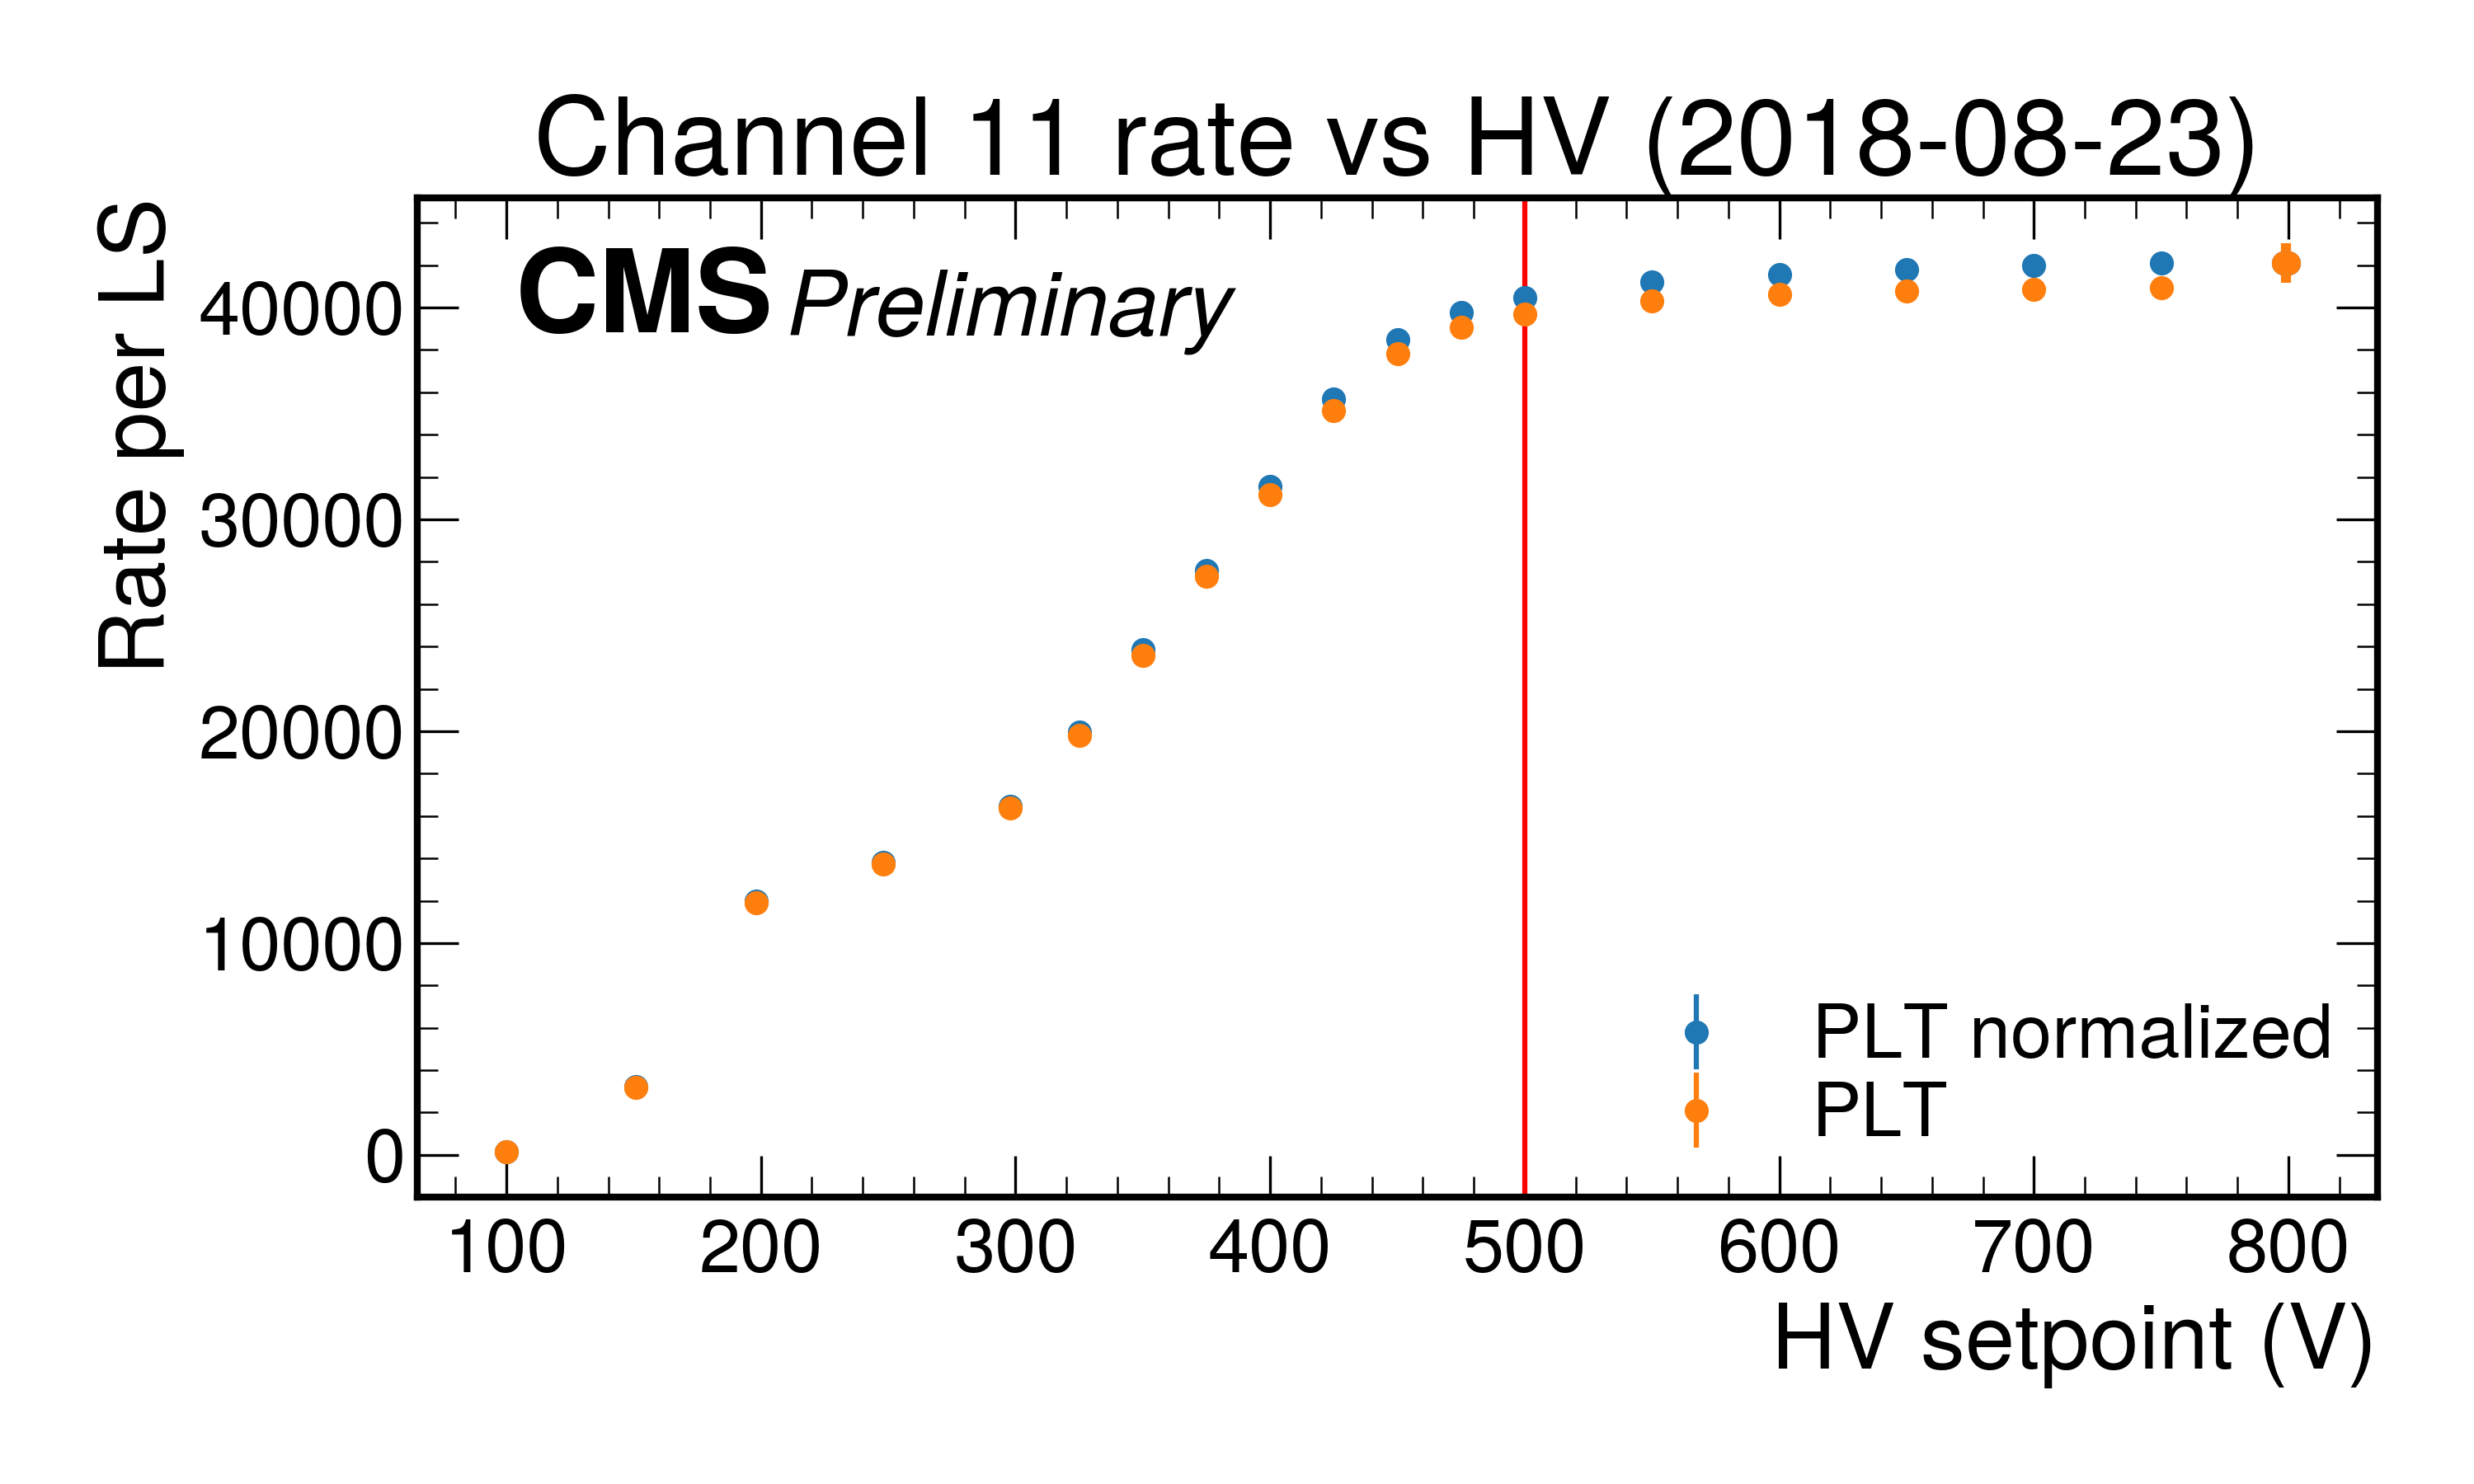 Channel 11 rate vs HV (2018-08-23)
CMS Preliminary
Rate per LS
40000
30000
20000
10000
0
PLT normalized
PLT
100 200 300 400 500 600 700 800
HV setpoint (V)